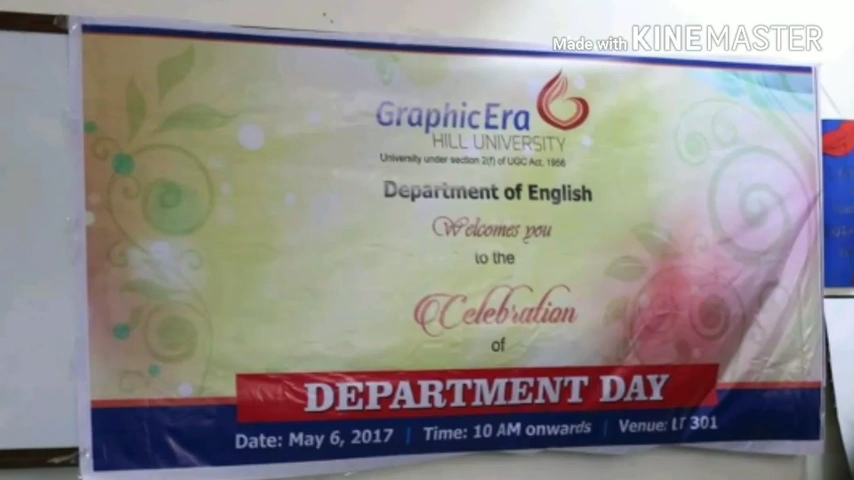 Made with KINEMASTER
GraphicEra
HILL UNIVERSITY
University under section 2(f) of UGC Act, 1956
Department of English
Welcomes you
to the
Celebration
of
DEPARTMENT DAY
Date: May 6, 2017 | Time: 10 AM onwards | Venue: LT 301